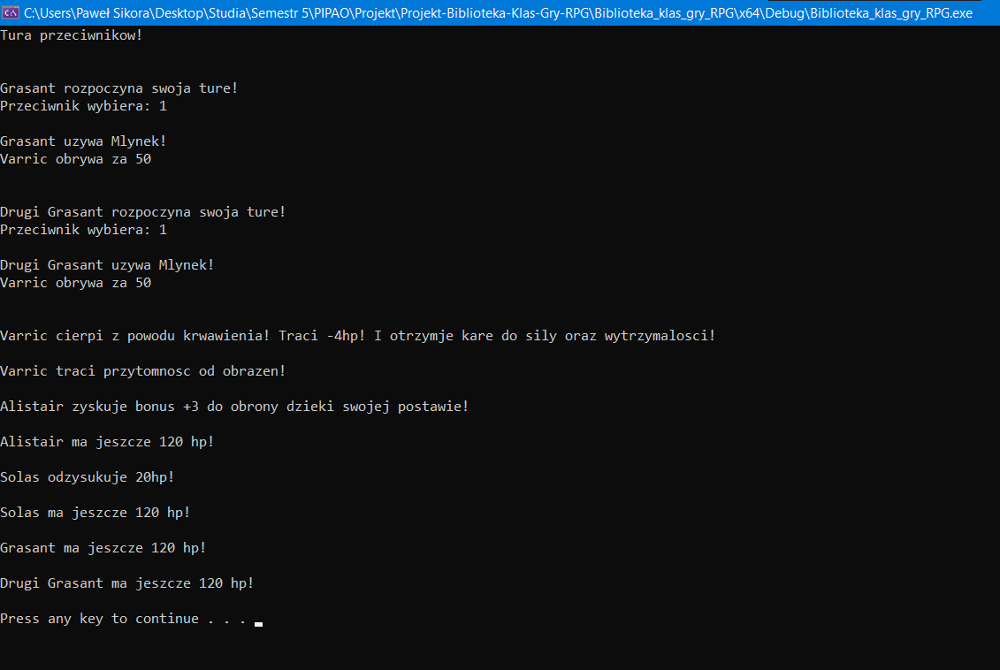 C:\Users\Paweł Sikora\Desktop\Studia\Semestr 5\PIPAO\Projekt\Projekt-Biblioteka-Klas-Gry-RPG\Biblioteka_klas_gry_RPG\x64\Debug\Biblioteka_klas_gry_RPG.exe
Tura przeciwnikow!
Grasant rozpoczyna swoja ture!
Przeciwnik wybiera: 1
Grasant uzywa Mlynek!
Varric obrywa za 50
Drugi Grasant rozpoczyna swoja ture!
Przeciwnik wybiera: 1
Drugi Grasant uzywa Mlynek!
Varric obrywa za 50
Varric cierpi z powodu krwawienia! Traci -4hp! I otrzymje kare do sily oraz wytrzymalosci!
Varric traci przytomnosc od obrazen!
Alistair zyskuje bonus +3 do obrony dzieki swojej postawie!
Alistair ma jeszcze 120 hp!
Solas odzysukuje 20hp!
Solas ma jeszcze 120 hp!
Grasant ma jeszcze 120 hp!
Drugi Grasant ma jeszcze 120 hp!
Press any key to continue . . .